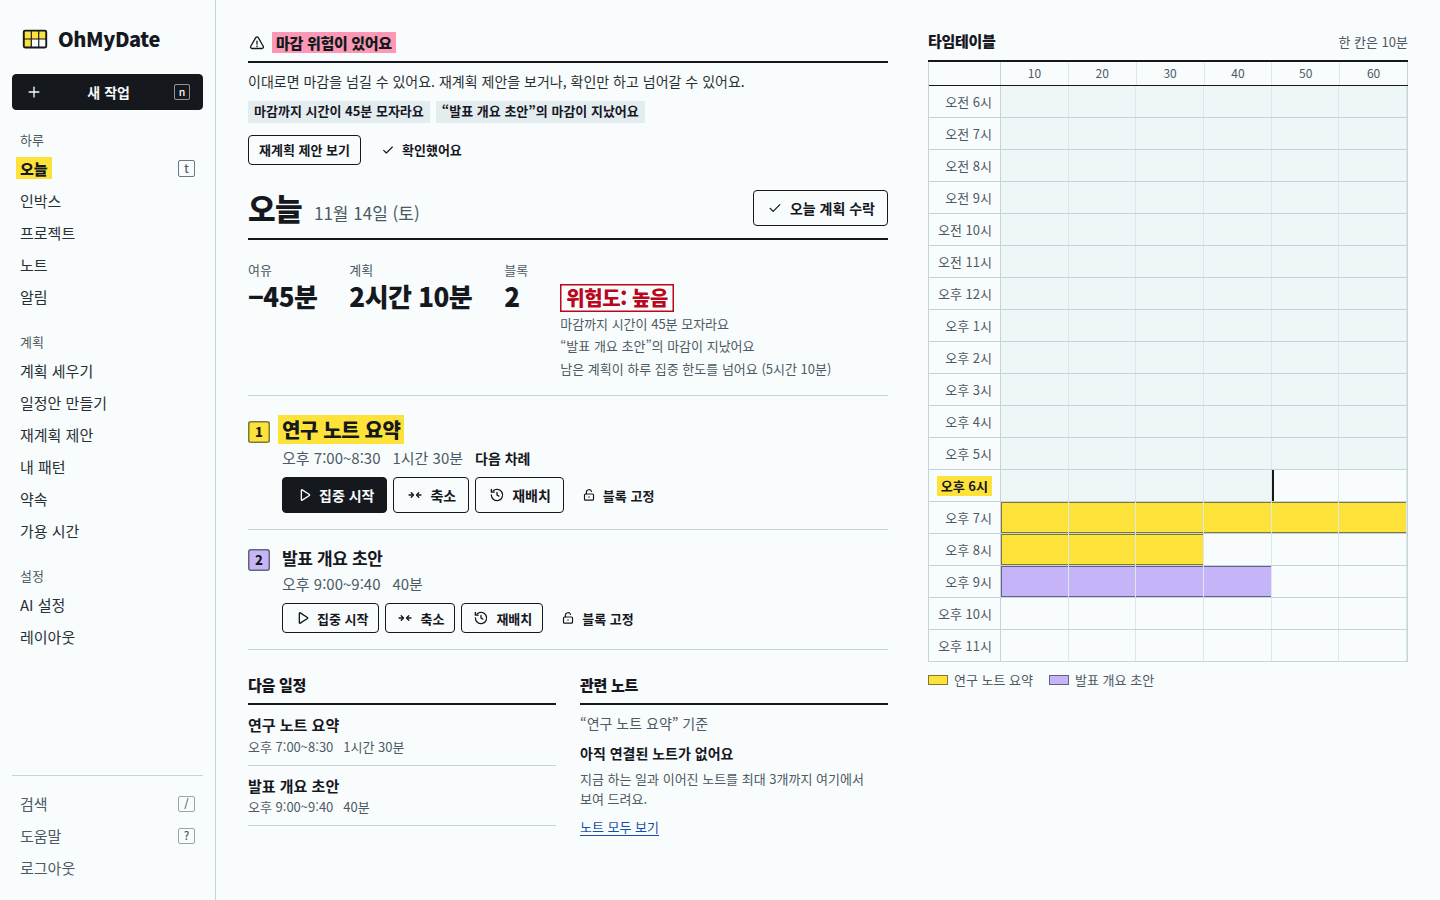 OhMyDate
새 작업 n
하루
오늘 t
인박스
프로젝트
노트
알림
계획
계획 세우기
일정안 만들기
재계획 제안
내 패턴
약속
가용 시간
설정
AI 설정
레이아웃
검색 /
도움말 ?
로그아웃
마감 위험이 있어요
이대로면 마감을 넘길 수 있어요. 재계획 제안을 보거나, 확인만 하고 넘어갈 수 있어요.
마감까지 시간이 45분 모자라요 “발표 개요 초안”의 마감이 지났어요
재계획 제안 보기 확인했어요
오늘 11월 14일 (토) 오늘 계획 수락
여유 계획 블록
−45분 2시간 10분 2 위험도: 높음
마감까지 시간이 45분 모자라요
“발표 개요 초안”의 마감이 지났어요
남은 계획이 하루 집중 한도를 넘어요 (5시간 10분)
1 연구 노트 요약
오후 7:00~8:30 1시간 30분 다음 차례
집중 시작 축소 재배치 블록 고정
2 발표 개요 초안
오후 9:00~9:40 40분
집중 시작 축소 재배치 블록 고정
다음 일정
연구 노트 요약
오후 7:00~8:30 1시간 30분
발표 개요 초안
오후 9:00~9:40 40분
관련 노트
“연구 노트 요약” 기준
아직 연결된 노트가 없어요
지금 하는 일과 이어진 노트를 최대 3개까지 여기에서
보여 드려요.
노트 모두 보기
타임테이블 한 칸은 10분
10 20 30 40 50 60
오전 6시
오전 7시
오전 8시
오전 9시
오전 10시
오전 11시
오후 12시
오후 1시
오후 2시
오후 3시
오후 4시
오후 5시
오후 6시
오후 7시
오후 8시
오후 9시
오후 10시
오후 11시
연구 노트 요약 발표 개요 초안